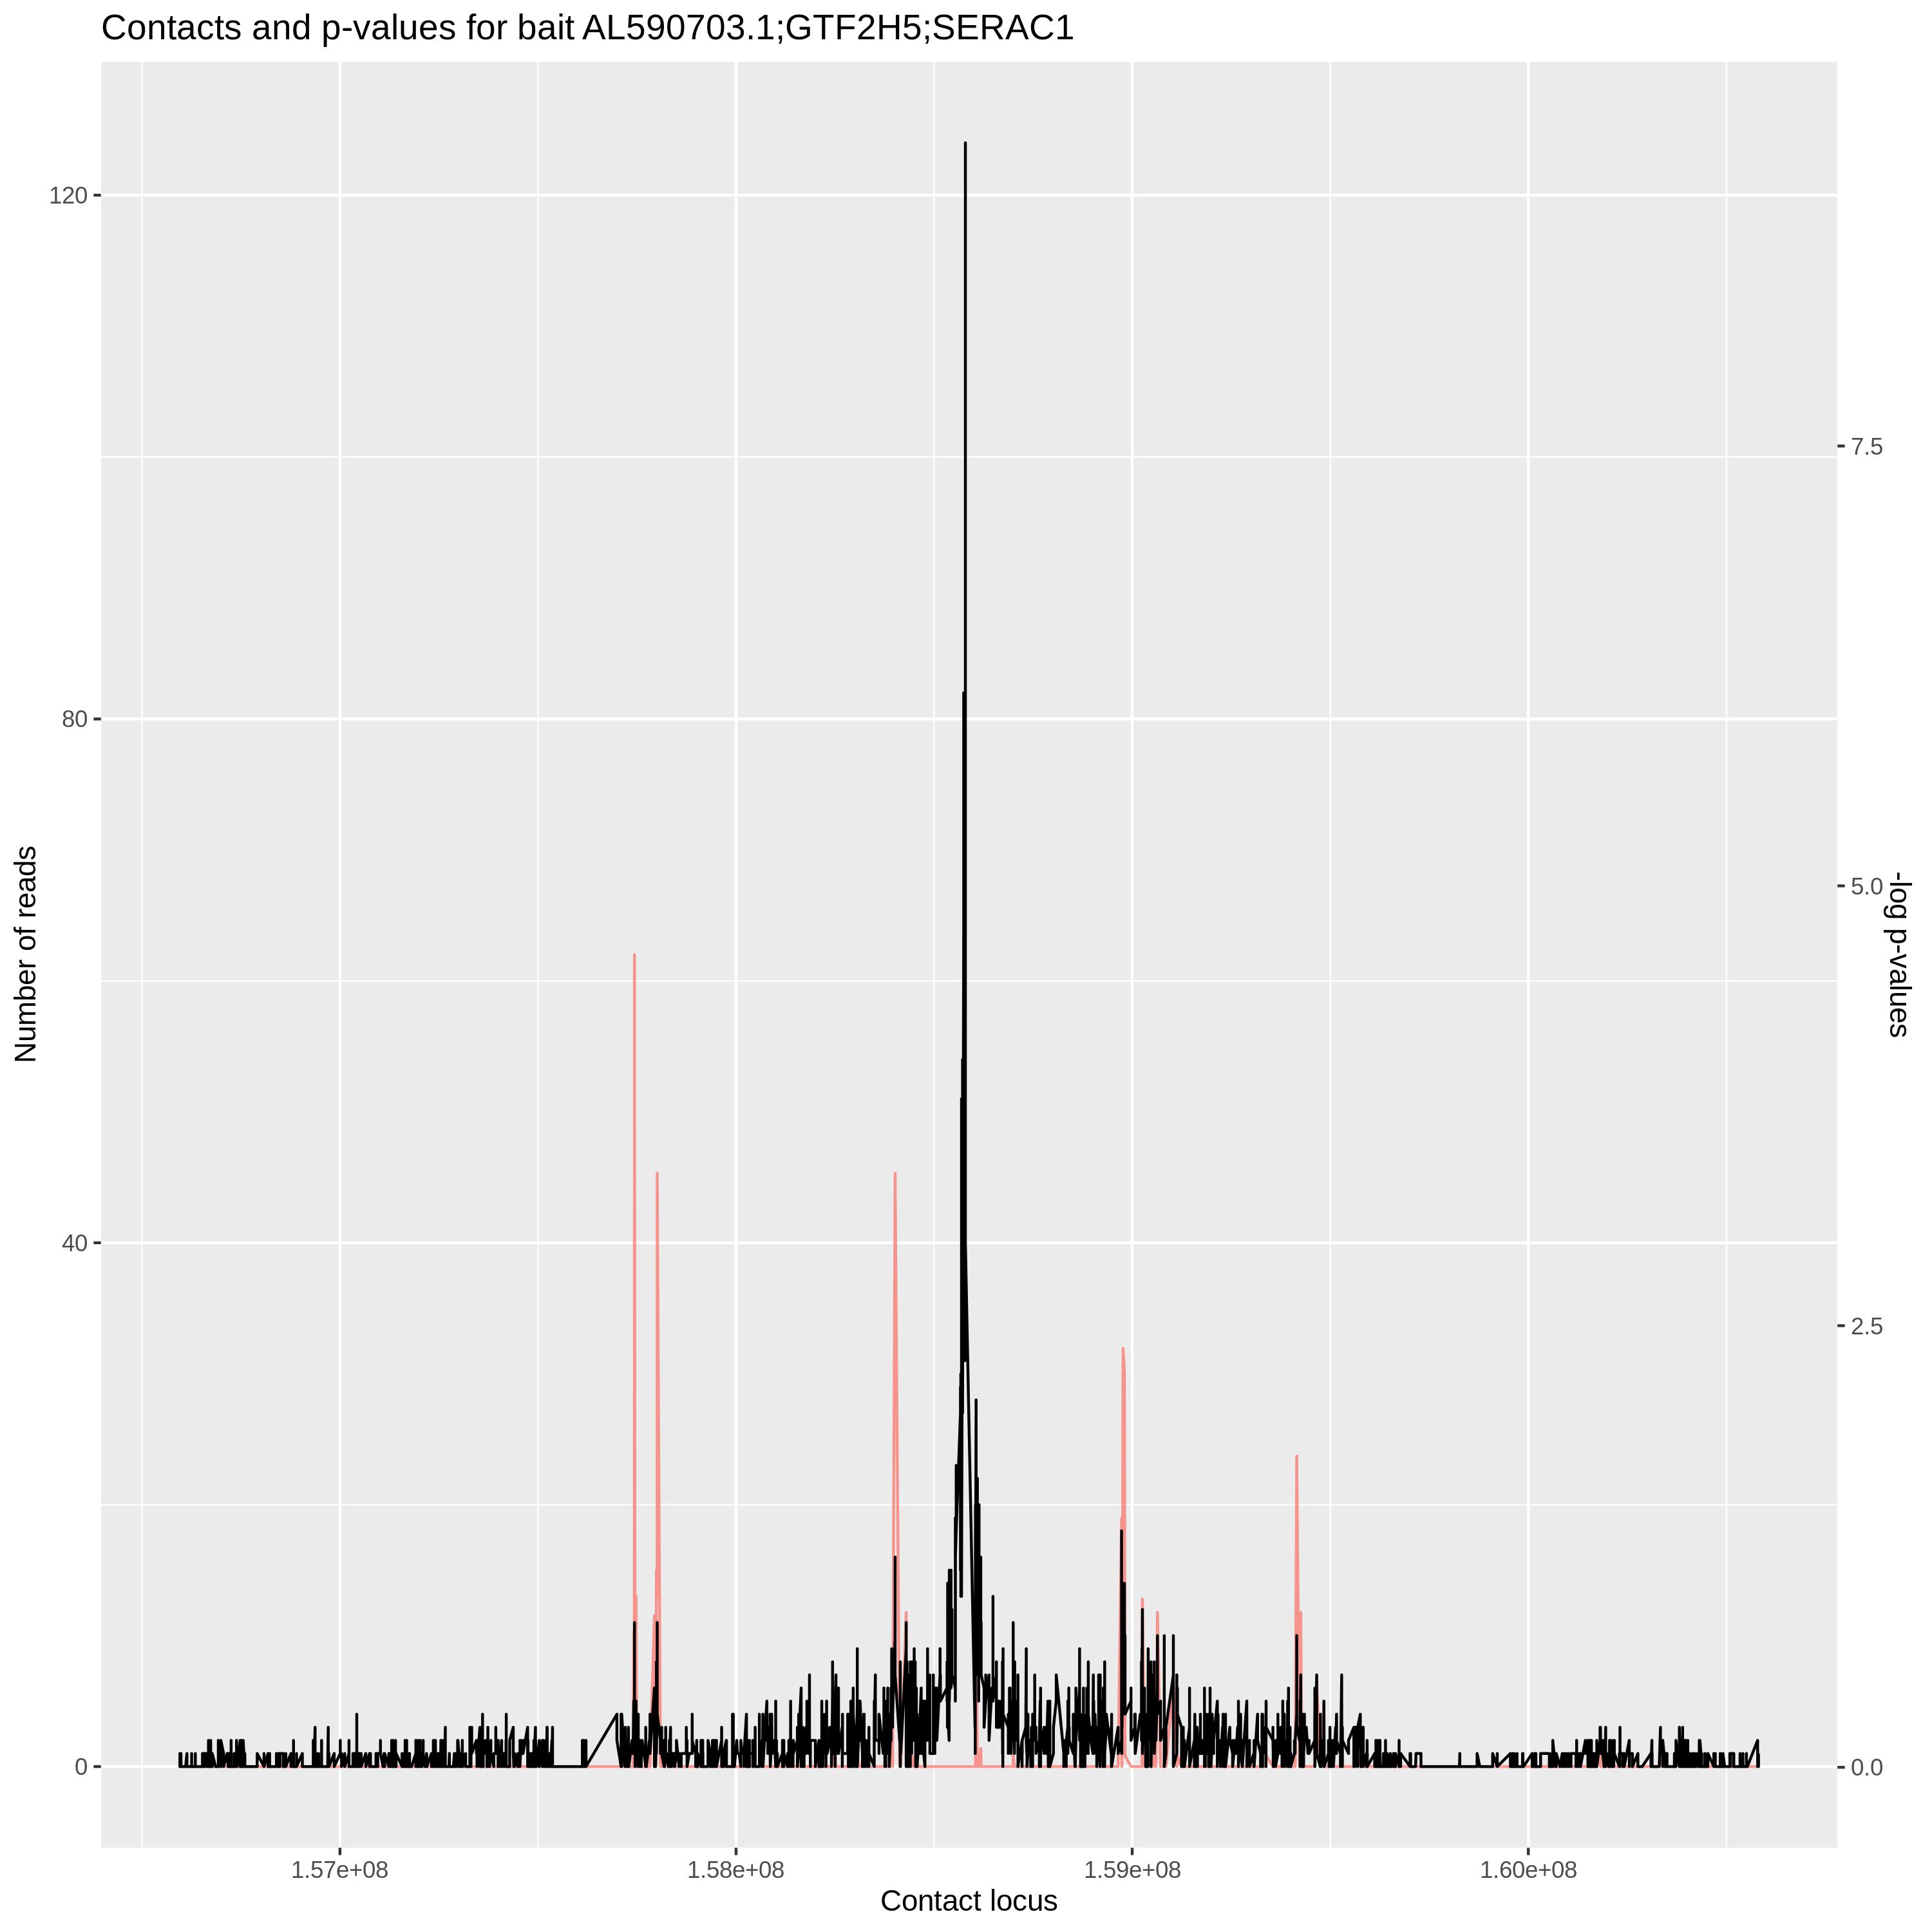 Contacts and p-values for bait AL590703.1;GTF2H5;SERAC1
120
80
40
0
Number of reads
7.5
5.0
2.5
0.0
-log p-values
1.57e+08
1.58e+08
1.59e+08
1.60e+08
Contact locus